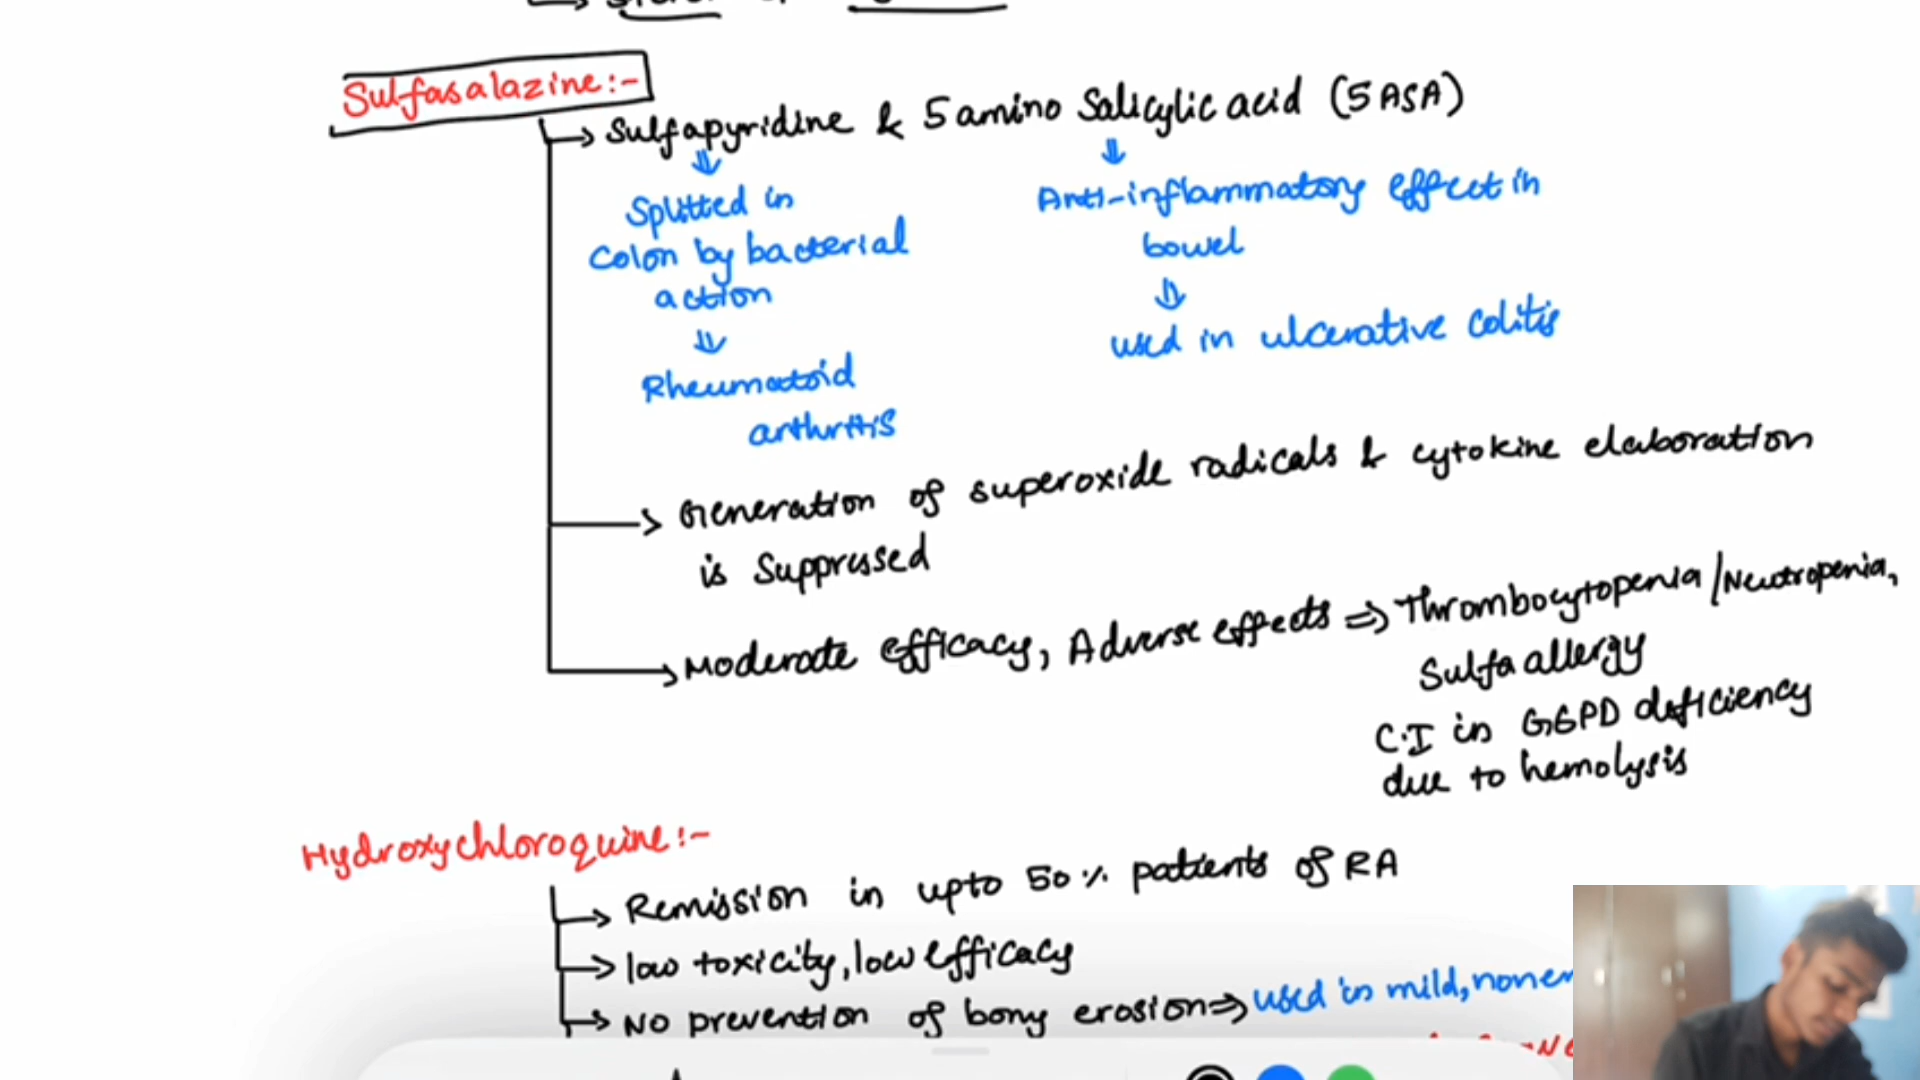 Sulfasalazine:-
→ Sulfapyridine & 5 amino Salicylic acid (5 ASA)
⇓ ⇓
Splitted in
Colon by bacterial
action
⇓
Rheumatoid
arthritis
Anti-inflammatory effect in
bowel
⇓
used in ulcerative colitis
→ Generation of superoxide radicals & cytokine elaboration
is Suppressed
→ Moderate efficacy, Adverse effects ⇒ Thrombocytopenia / Neutropenia,
Sulfa allergy
C.I in G6PD deficiency
due to hemolysis
Hydroxychloroquine:-
→ Remission in upto 50% patients of RA
→ low toxicity, low efficacy
→ No prevention of bony erosion ⇒ used in mild,